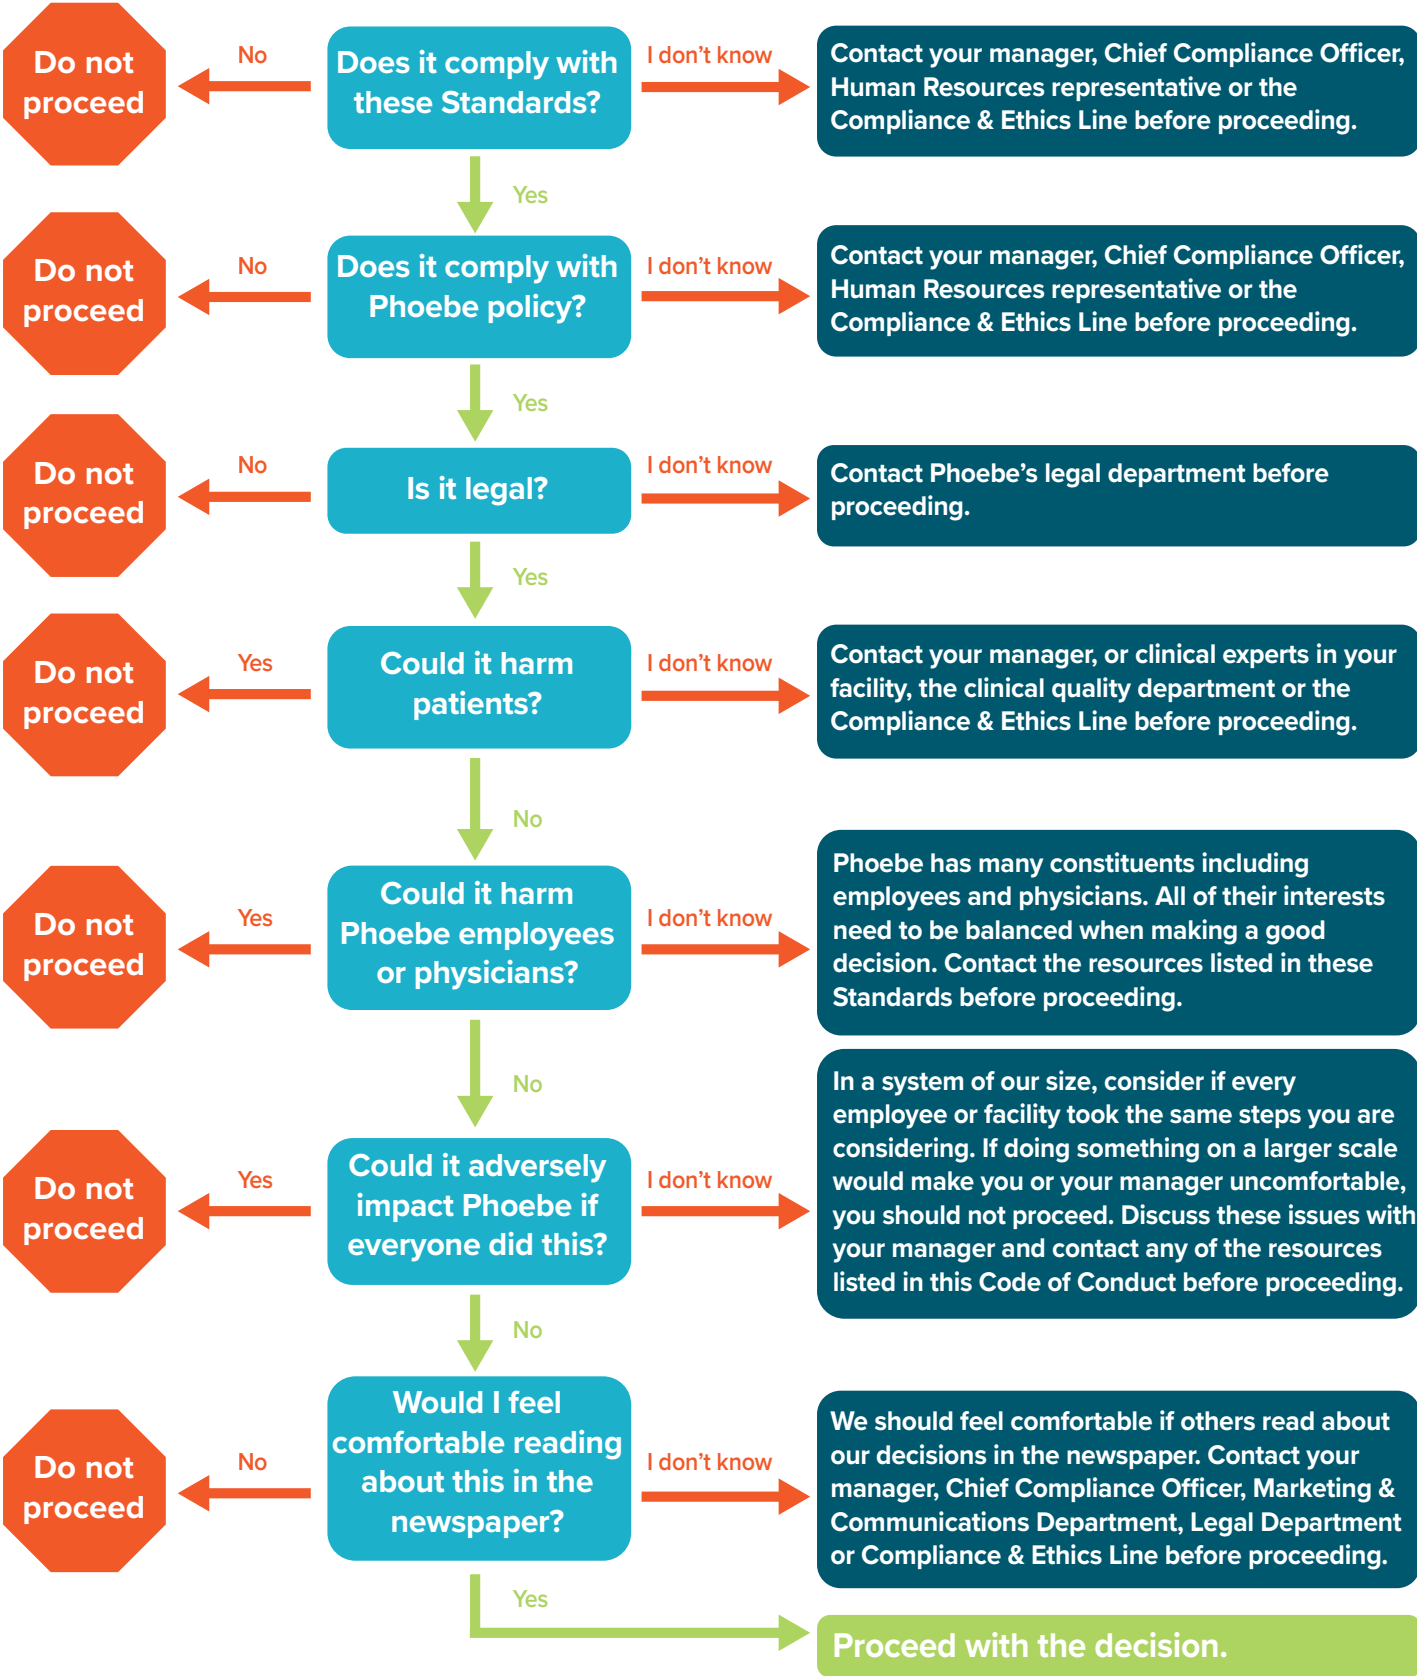 Do not
proceed
No
Does it comply with
these Standards?
I don’t know
Contact your manager, Chief Compliance Officer,
Human Resources representative or the
Compliance & Ethics Line before proceeding.
Yes
Do not
proceed
No
Does it comply with
Phoebe policy?
I don’t know
Contact your manager, Chief Compliance Officer,
Human Resources representative or the
Compliance & Ethics Line before proceeding.
Yes
Do not
proceed
No
Is it legal?
I don’t know
Contact Phoebe’s legal department before
proceeding.
Yes
Do not
proceed
Yes
Could it harm
patients?
I don’t know
Contact your manager, or clinical experts in your
facility, the clinical quality department or the
Compliance & Ethics Line before proceeding.
No
Do not
proceed
Yes
Could it harm
Phoebe employees
or physicians?
I don’t know
Phoebe has many constituents including
employees and physicians. All of their interests
need to be balanced when making a good
decision. Contact the resources listed in these
Standards before proceeding.
No
Do not
proceed
Yes
Could it adversely
impact Phoebe if
everyone did this?
I don’t know
In a system of our size, consider if every
employee or facility took the same steps you are
considering. If doing something on a larger scale
would make you or your manager uncomfortable,
you should not proceed. Discuss these issues with
your manager and contact any of the resources
listed in this Code of Conduct before proceeding.
No
Do not
proceed
No
Would I feel
comfortable reading
about this in the
newspaper?
I don’t know
We should feel comfortable if others read about
our decisions in the newspaper. Contact your
manager, Chief Compliance Officer, Marketing &
Communications Department, Legal Department
or Compliance & Ethics Line before proceeding.
Yes
Proceed with the decision.